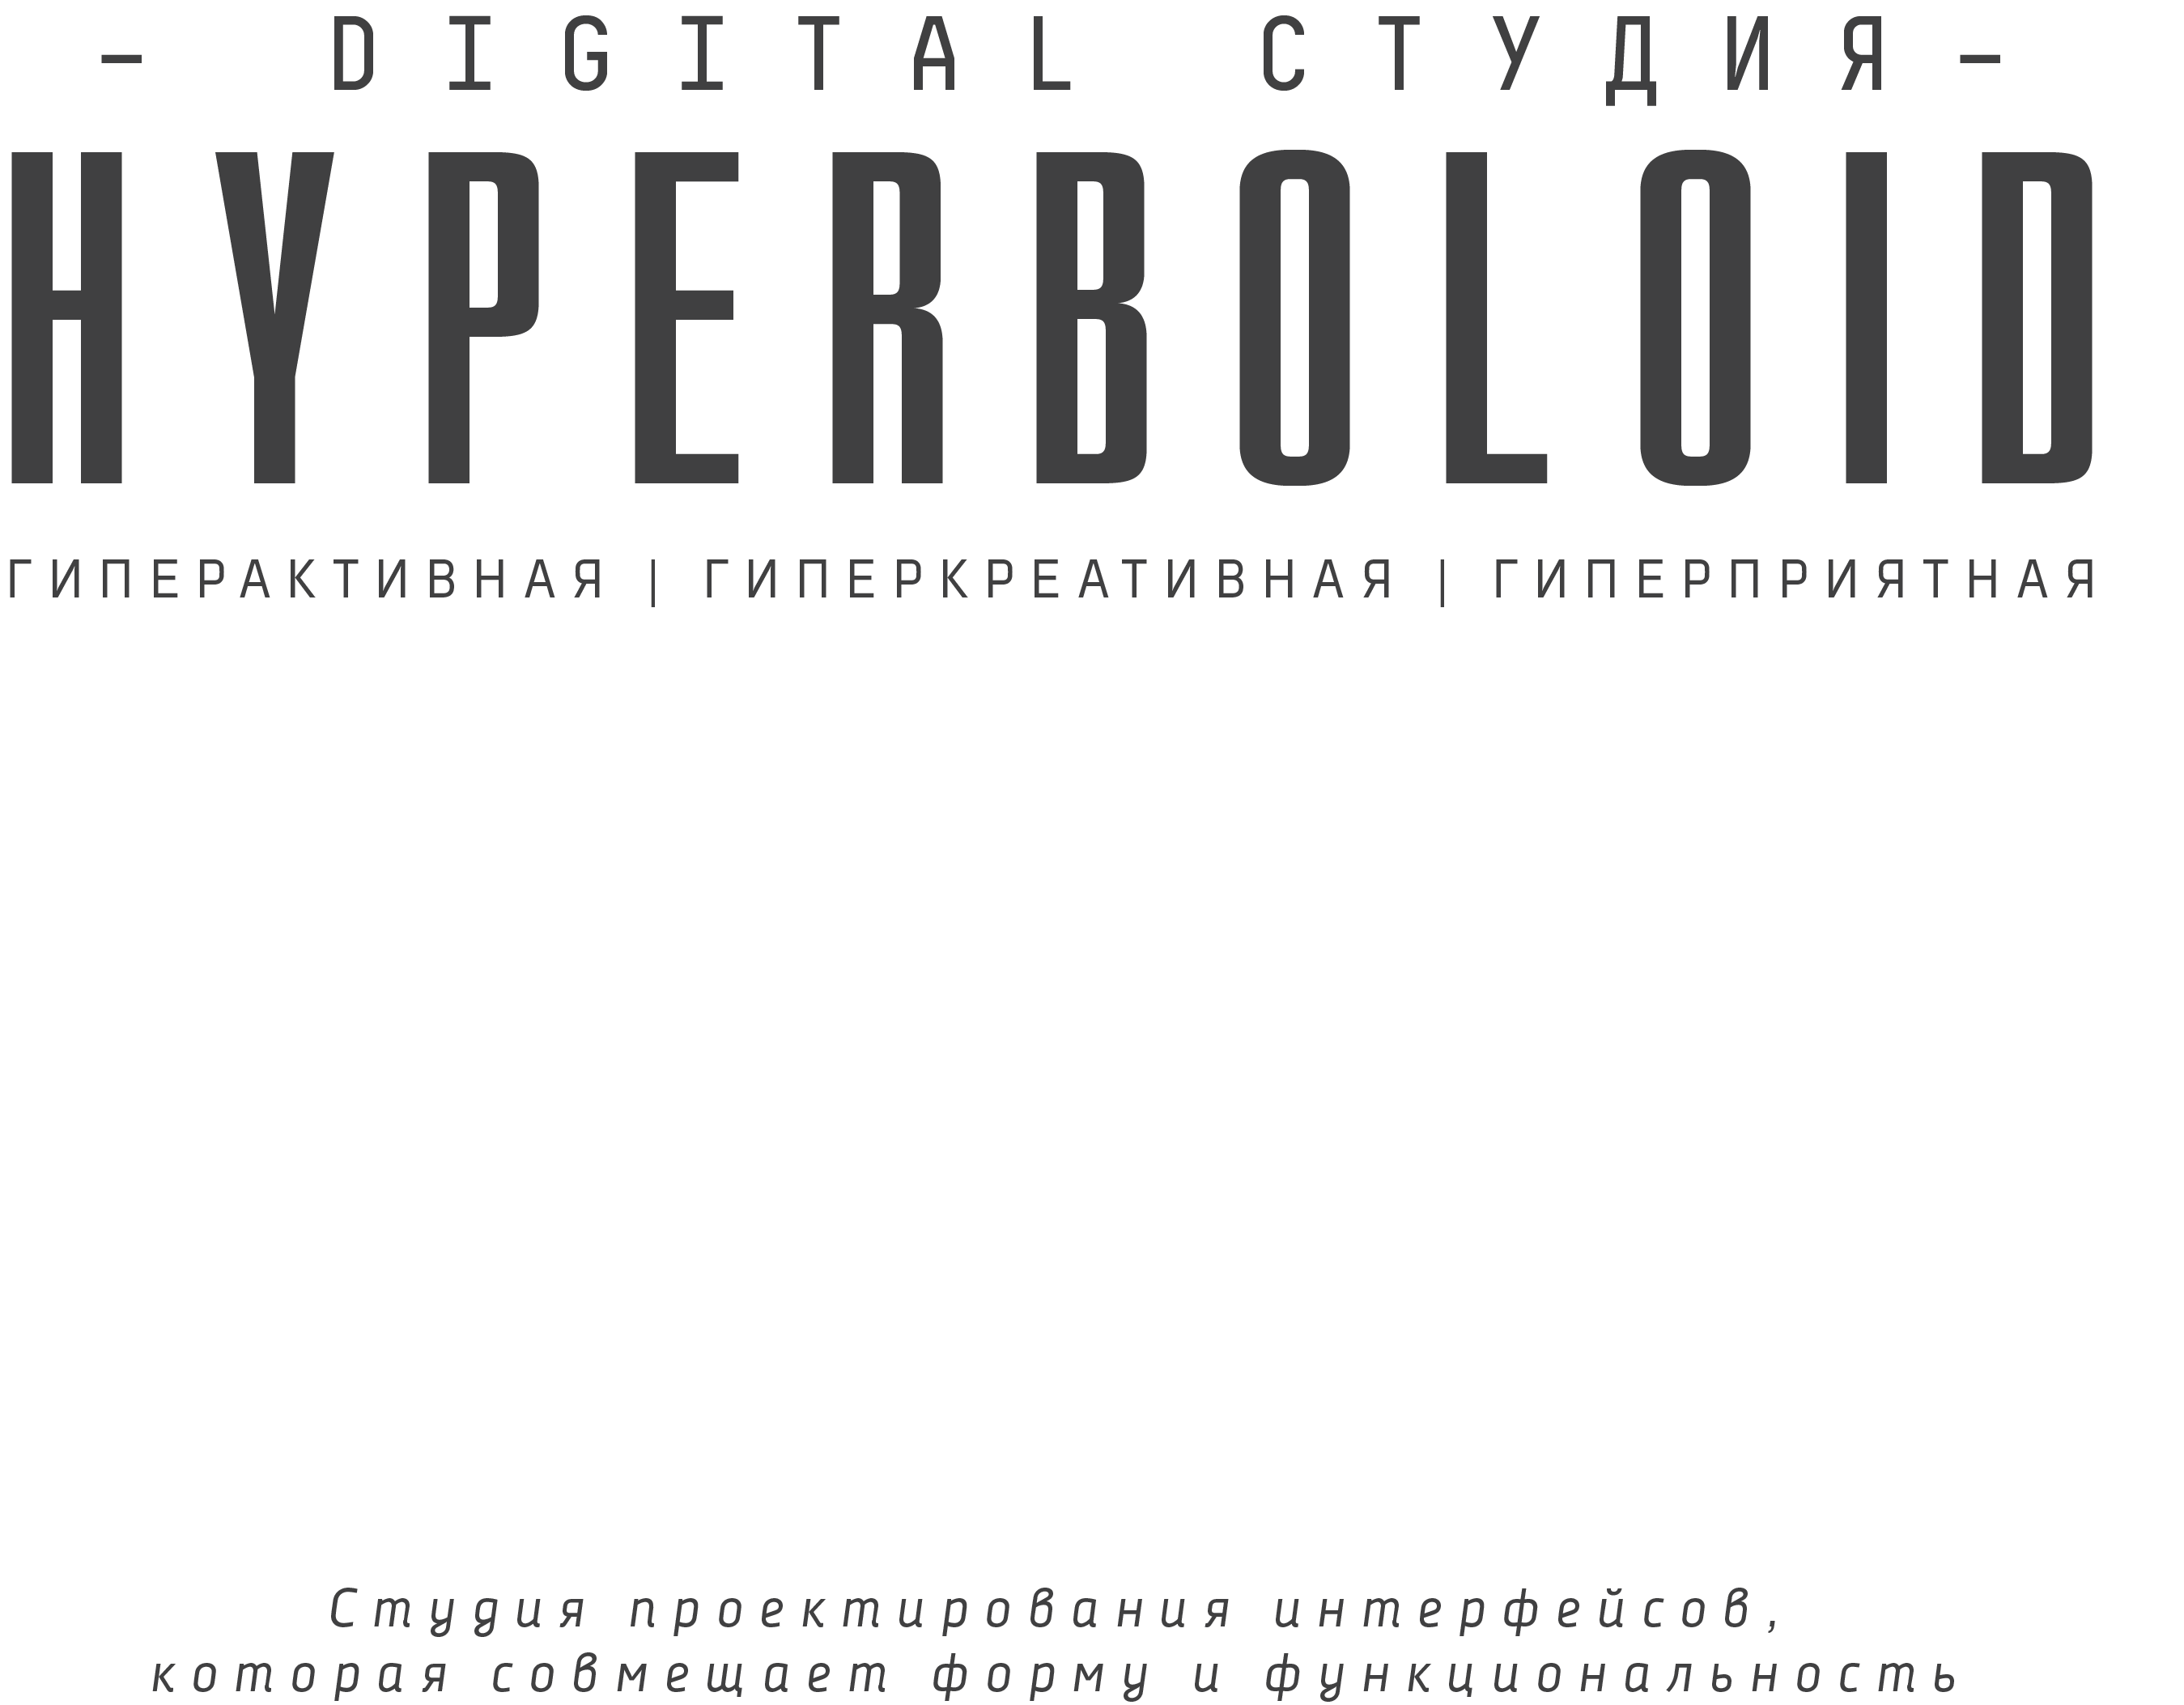 — DIGITAL СТУДИЯ —
HYPERBOLOID
ГИПЕРАКТИВНАЯ | ГИПЕРКРЕАТИВНАЯ | ГИПЕРПРИЯТНАЯ
Студия проектирования интерфейсов,
которая совмещает форму и функциональность